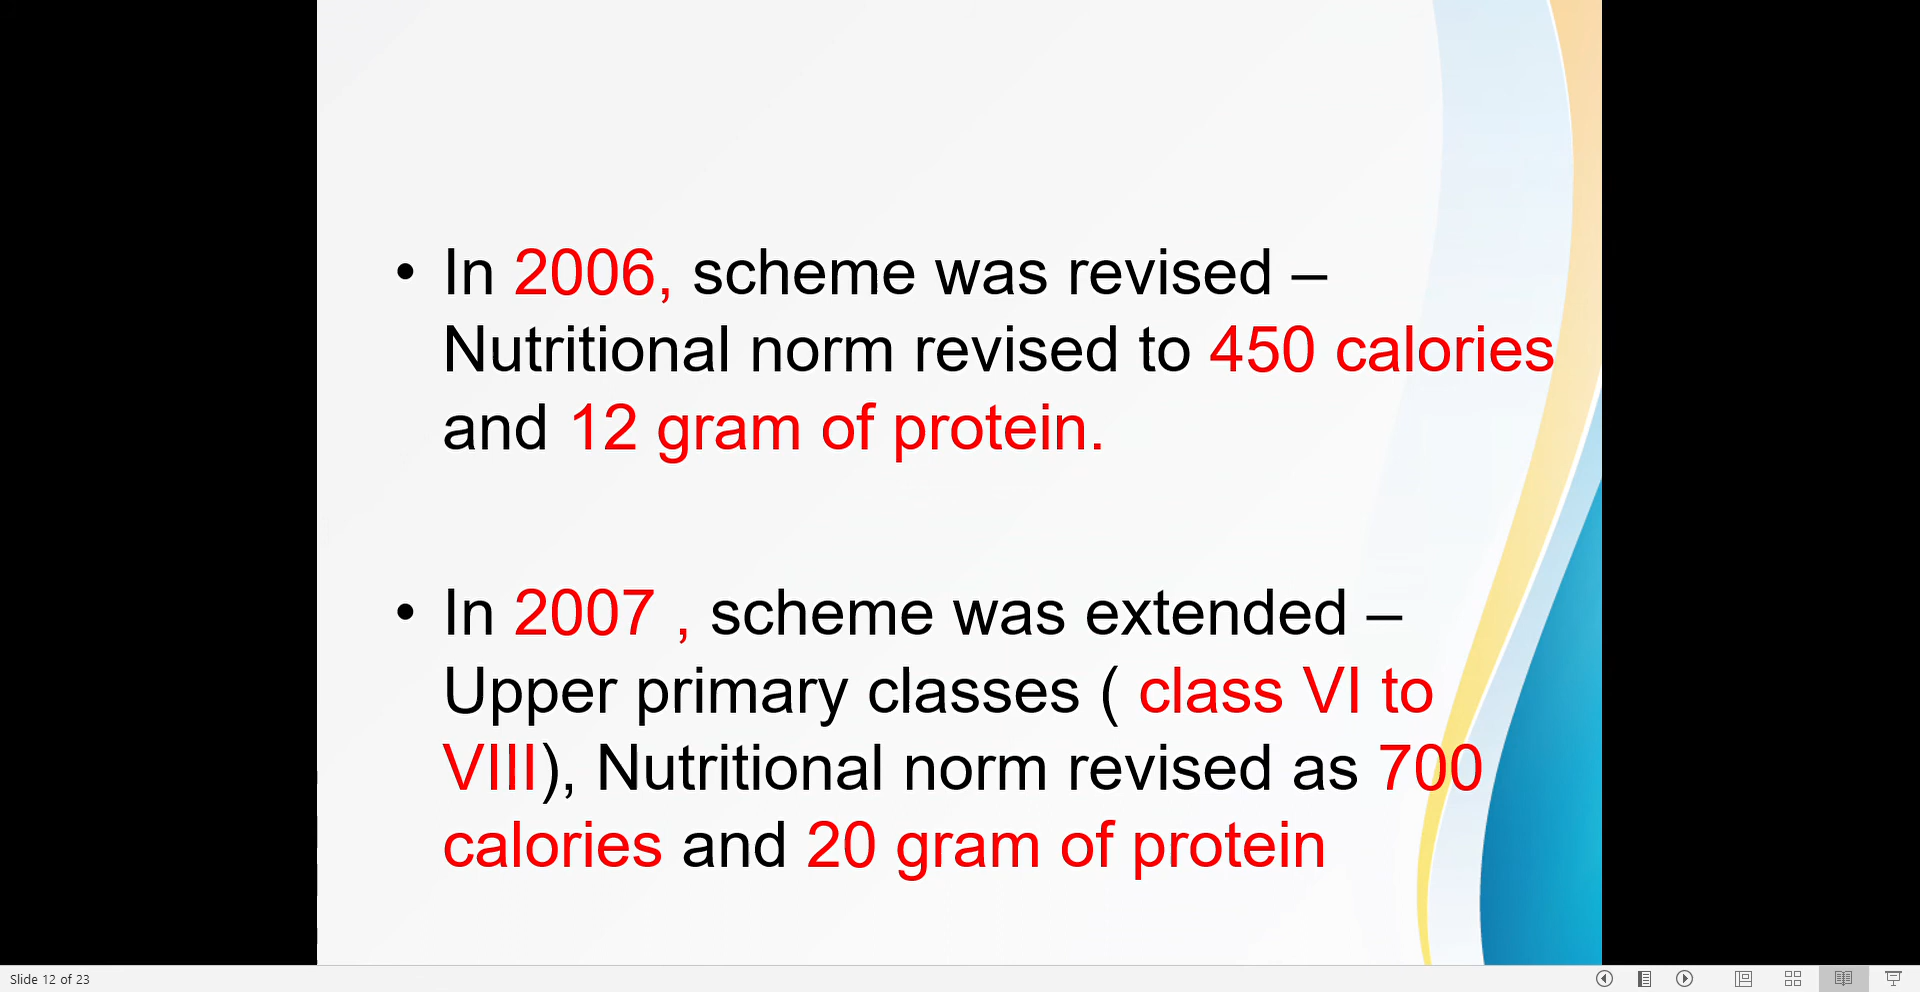 • In 2006, scheme was revised –
Nutritional norm revised to 450 calories
and 12 gram of protein.
• In 2007 , scheme was extended –
Upper primary classes ( class VI to
VIII), Nutritional norm revised as 700
calories and 20 gram of protein
Slide 12 of 23